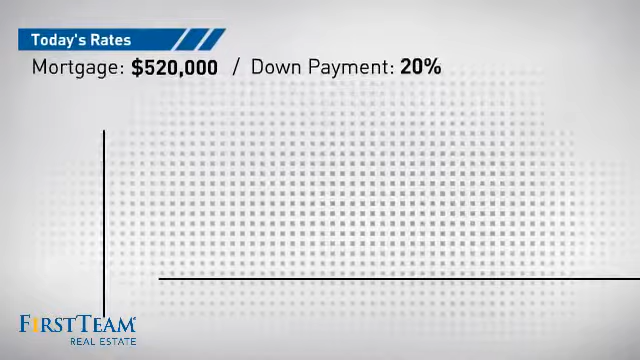 Today's Rates
Mortgage: $520,000 / Down Payment: 20%
FIRSTTEAM®
REAL ESTATE